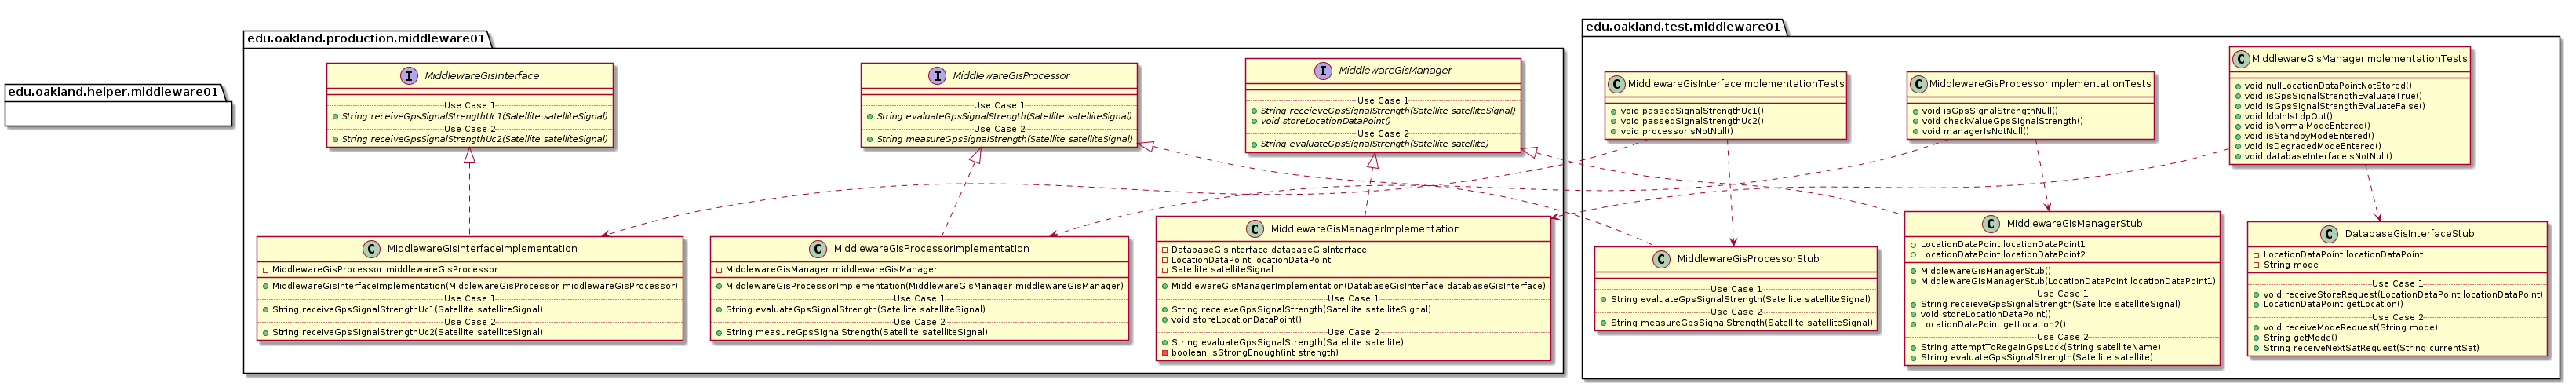 edu.oakland.helper.middleware01
edu.oakland.production.middleware01
MiddlewareGisInterface
Use Case 1
String receiveGpsSignalStrengthUc1(Satellite satelliteSignal)
Use Case 2
String receiveGpsSignalStrengthUc2(Satellite satelliteSignal)
MiddlewareGisProcessor
Use Case 1
String evaluateGpsSignalStrength(Satellite satelliteSignal)
Use Case 2
String measureGpsSignalStrength(Satellite satelliteSignal)
MiddlewareGisManager
Use Case 1
String receieveGpsSignalStrength(Satellite satelliteSignal)
void storeLocationDataPoint()
Use Case 2
String evaluateGpsSignalStrength(Satellite satellite)
MiddlewareGisInterfaceImplementation
MiddlewareGisProcessor middlewareGisProcessor
MiddlewareGisInterfaceImplementation(MiddlewareGisProcessor middlewareGisProcessor)
Use Case 1
String receiveGpsSignalStrengthUc1(Satellite satelliteSignal)
Use Case 2
String receiveGpsSignalStrengthUc2(Satellite satelliteSignal)
MiddlewareGisProcessorImplementation
MiddlewareGisManager middlewareGisManager
MiddlewareGisProcessorImplementation(MiddlewareGisManager middlewareGisManager)
Use Case 1
String evaluateGpsSignalStrength(Satellite satelliteSignal)
Use Case 2
String measureGpsSignalStrength(Satellite satelliteSignal)
MiddlewareGisManagerImplementation
DatabaseGisInterface databaseGisInterface
LocationDataPoint locationDataPoint
Satellite satelliteSignal
MiddlewareGisManagerImplementation(DatabaseGisInterface databaseGisInterface)
Use Case 1
String receieveGpsSignalStrength(Satellite satelliteSignal)
void storeLocationDataPoint()
Use Case 2
String evaluateGpsSignalStrength(Satellite satellite)
boolean isStrongEnough(int strength)
edu.oakland.test.middleware01
MiddlewareGisInterfaceImplementationTests
void passedSignalStrengthUc1()
void passedSignalStrengthUc2()
void processorIsNotNull()
MiddlewareGisProcessorImplementationTests
void isGpsSignalStrengthNull()
void checkValueGpsSignalStrength()
void managerIsNotNull()
MiddlewareGisManagerImplementationTests
void nullLocationDataPointNotStored()
void isGpsSignalStrengthEvaluateTrue()
void isGpsSignalStrengthEvaluateFalse()
void ldpInIsLdpOut()
void isNormalModeEntered()
void isStandbyModeEntered()
void isDegradedModeEntered()
void databaseInterfaceIsNotNull()
MiddlewareGisProcessorStub
Use Case 1
String evaluateGpsSignalStrength(Satellite satelliteSignal)
Use Case 2
String measureGpsSignalStrength(Satellite satelliteSignal)
MiddlewareGisManagerStub
LocationDataPoint locationDataPoint1
LocationDataPoint locationDataPoint2
MiddlewareGisManagerStub()
MiddlewareGisManagerStub(LocationDataPoint locationDataPoint1)
Use Case 1
String receieveGpsSignalStrength(Satellite satelliteSignal)
void storeLocationDataPoint()
LocationDataPoint getLocation2()
Use Case 2
String attemptToRegainGpsLock(String satelliteName)
String evaluateGpsSignalStrength(Satellite satellite)
DatabaseGisInterfaceStub
LocationDataPoint locationDataPoint
String mode
Use Case 1
void receiveStoreRequest(LocationDataPoint locationDataPoint)
LocationDataPoint getLocation()
Use Case 2
void receiveModeRequest(String mode)
String getMode()
String receiveNextSatRequest(String currentSat)